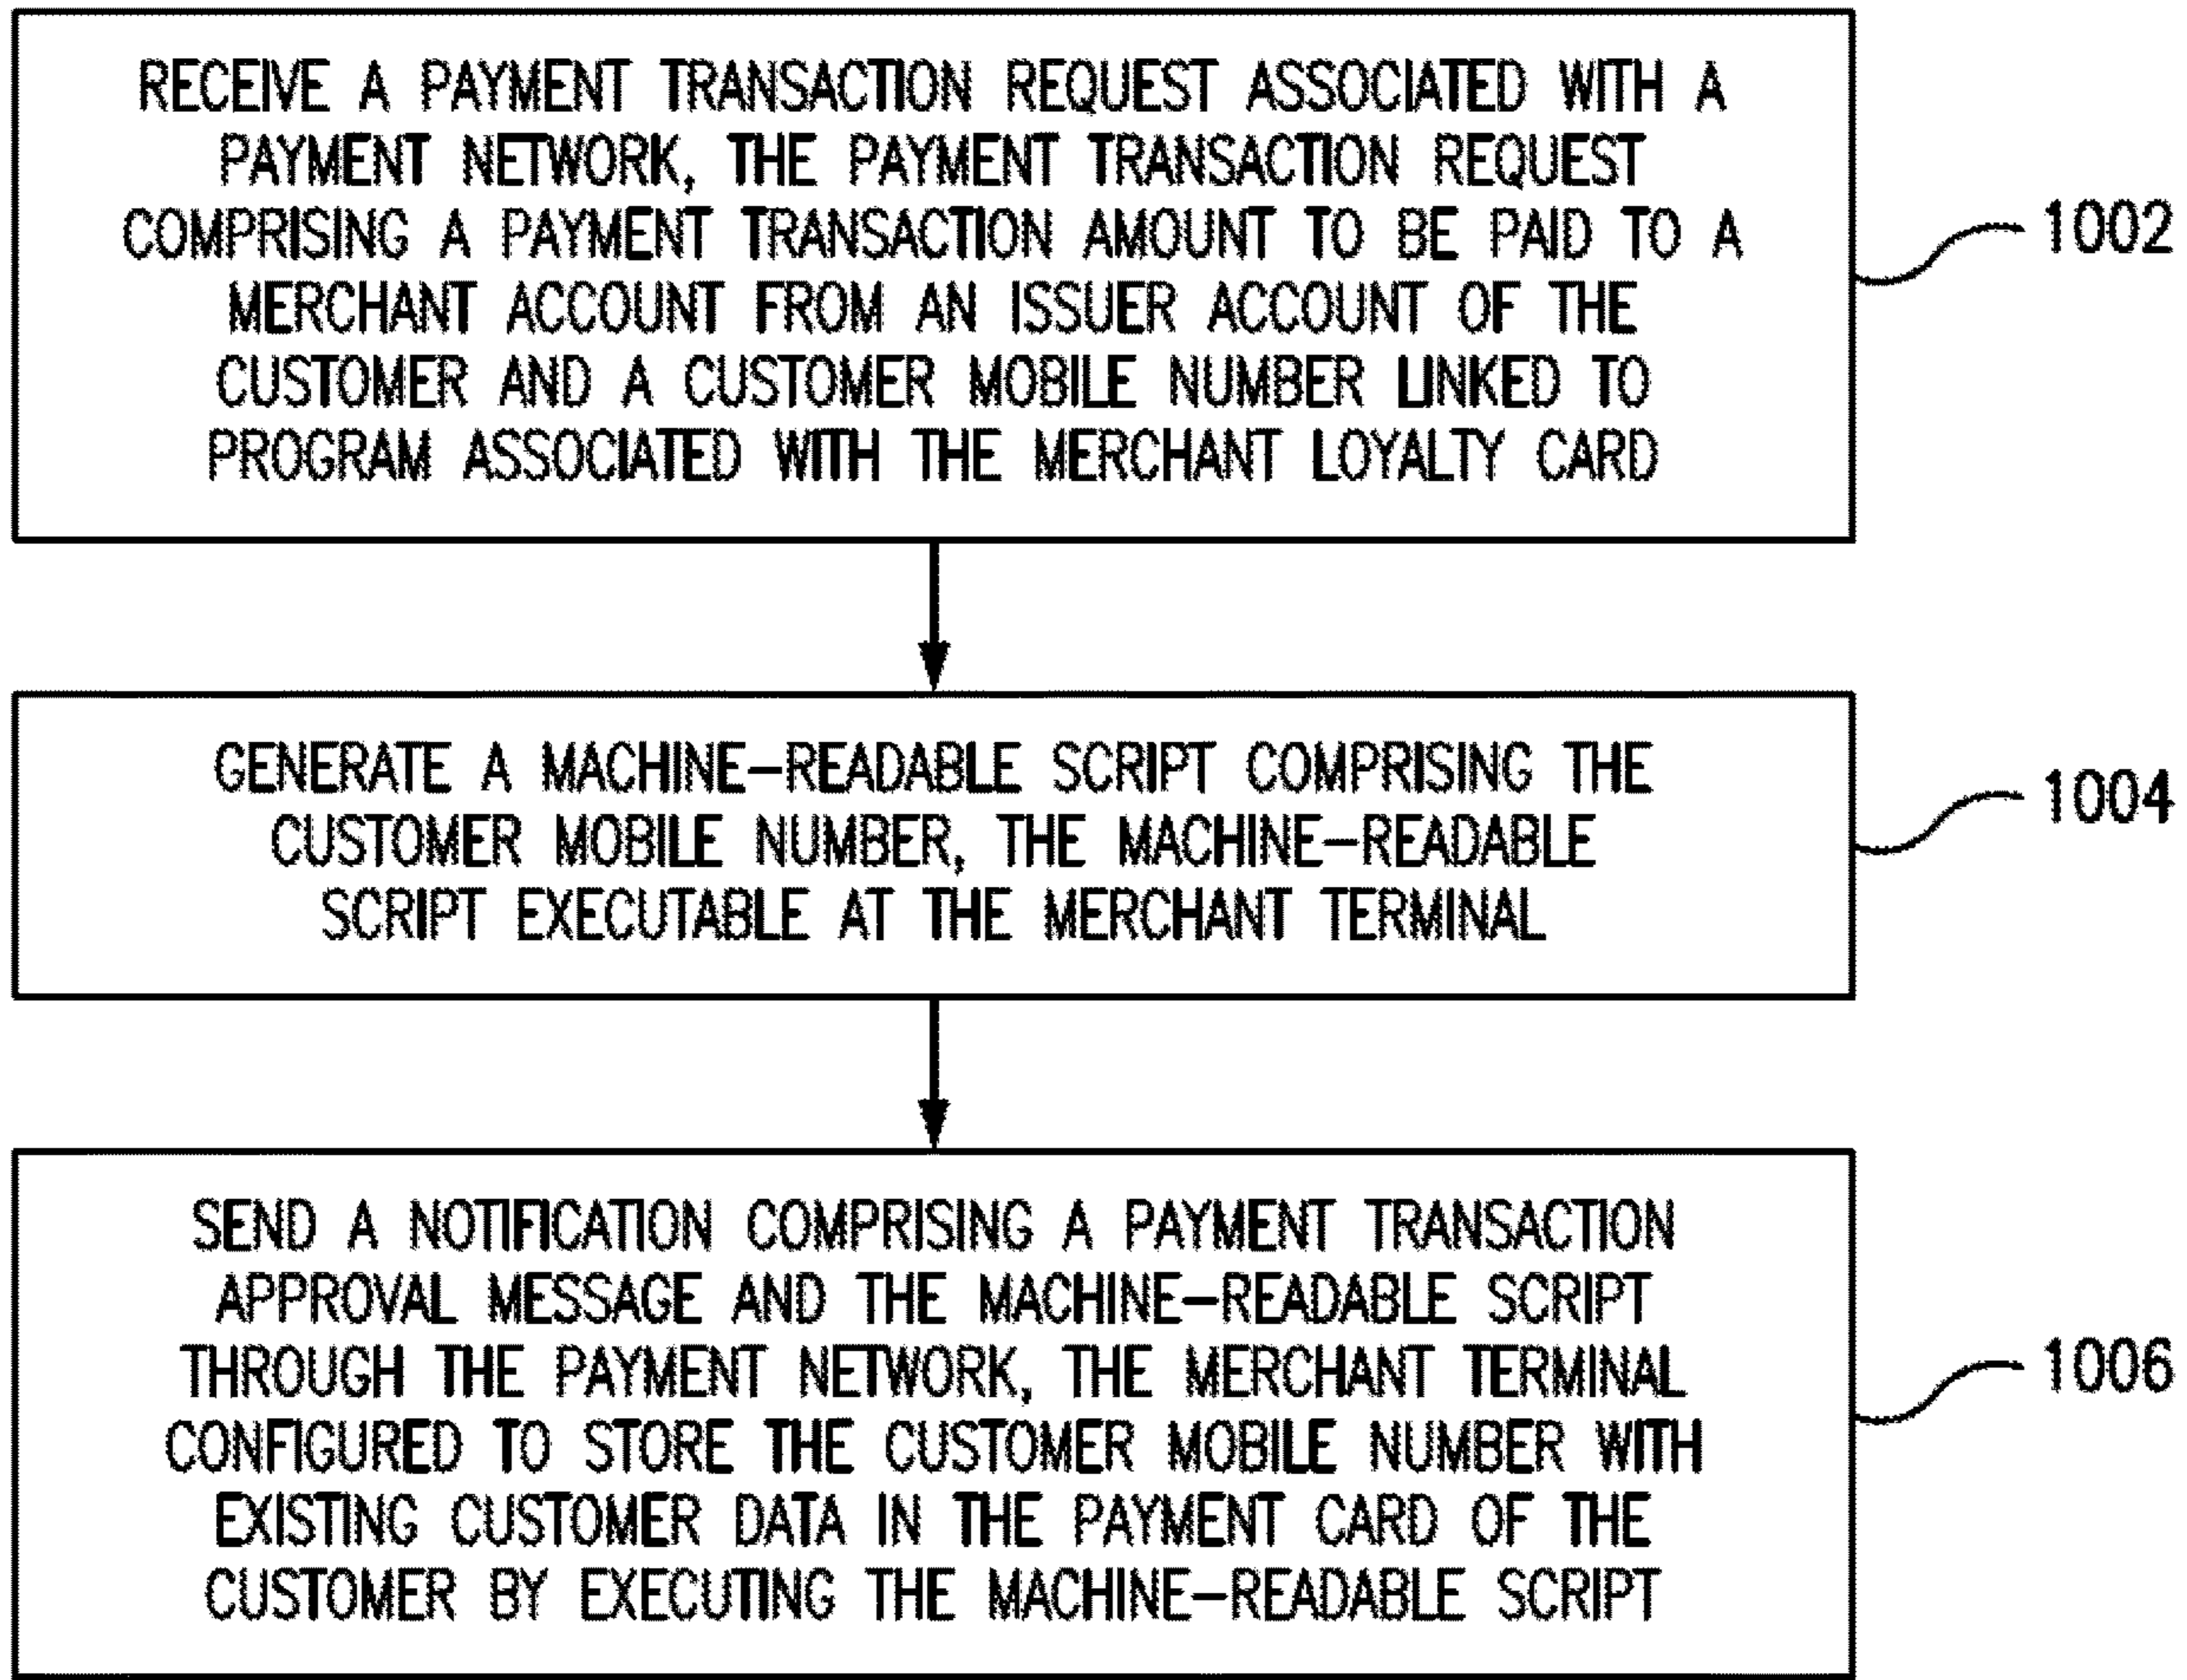 RECEIVE A PAYMENT TRANSACTION REQUEST ASSOCIATED WITH A
PAYMENT NETWORK, THE PAYMENT TRANSACTION REQUEST
COMPRISING A PAYMENT TRANSACTION AMOUNT TO BE PAID TO A
MERCHANT ACCOUNT FROM AN ISSUER ACCOUNT OF THE
CUSTOMER AND A CUSTOMER MOBILE NUMBER LINKED TO
PROGRAM ASSOCIATED WITH THE MERCHANT LOYALTY CARD
1002
GENERATE A MACHINE–READABLE SCRIPT COMPRISING THE
CUSTOMER MOBILE NUMBER, THE MACHINE–READABLE
SCRIPT EXECUTABLE AT THE MERCHANT TERMINAL
1004
SEND A NOTIFICATION COMPRISING A PAYMENT TRANSACTION
APPROVAL MESSAGE AND THE MACHINE–READABLE SCRIPT
THROUGH THE PAYMENT NETWORK, THE MERCHANT TERMINAL
CONFIGURED TO STORE THE CUSTOMER MOBILE NUMBER WITH
EXISTING CUSTOMER DATA IN THE PAYMENT CARD OF THE
CUSTOMER BY EXECUTING THE MACHINE–READABLE SCRIPT
1006